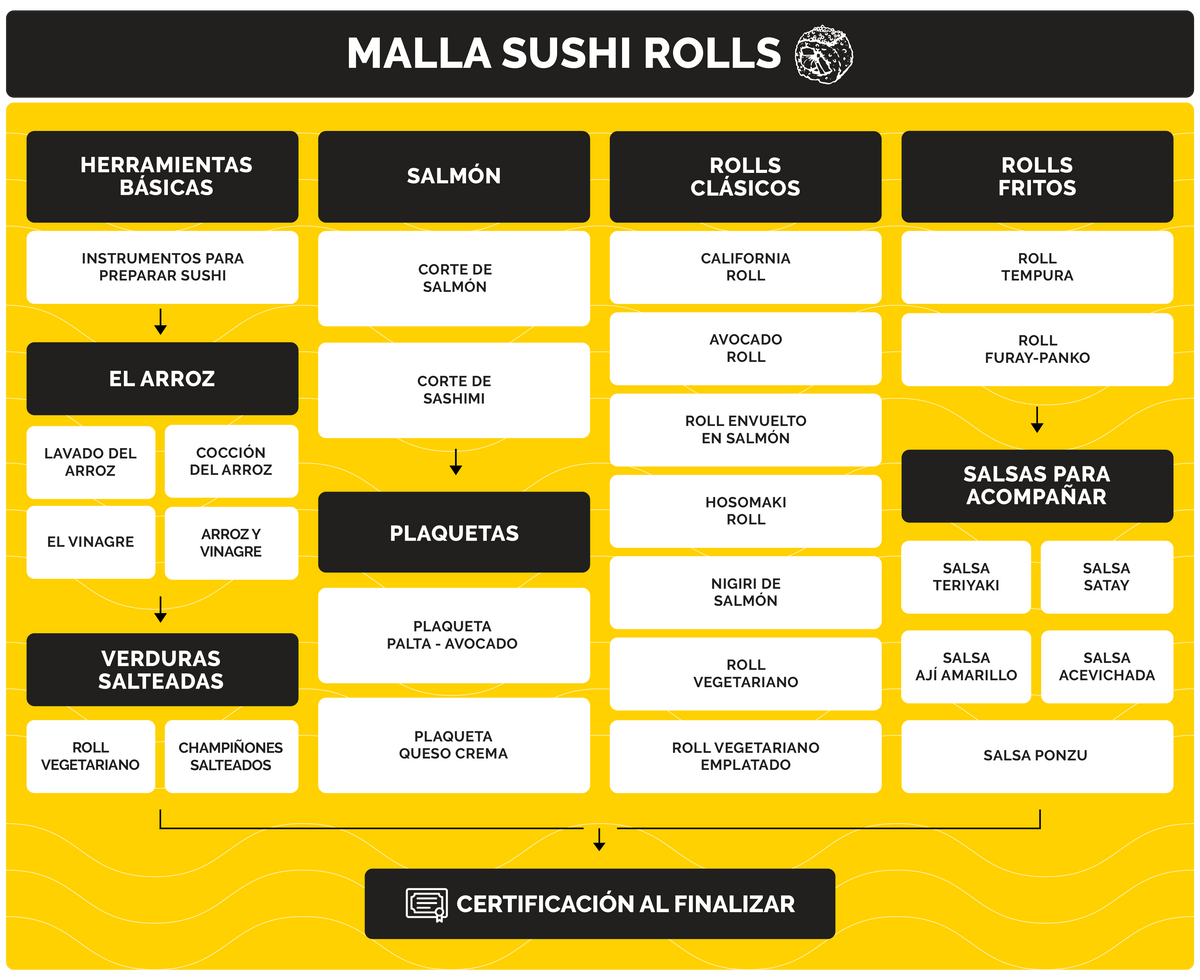 MALLA SUSHI ROLLS
HERRAMIENTAS
BÁSICAS
INSTRUMENTOS PARA
PREPARAR SUSHI
EL ARROZ
LAVADO DEL
ARROZ
COCCIÓN
DEL ARROZ
EL VINAGRE
ARROZ Y
VINAGRE
VERDURAS
SALTEADAS
ROLL
VEGETARIANO
CHAMPIÑONES
SALTEADOS
SALMÓN
CORTE DE
SALMÓN
CORTE DE
SASHIMI
PLAQUETAS
PLAQUETA
PALTA - AVOCADO
PLAQUETA
QUESO CREMA
ROLLS
CLÁSICOS
CALIFORNIA
ROLL
AVOCADO
ROLL
ROLL ENVUELTO
EN SALMÓN
HOSOMAKI
ROLL
NIGIRI DE
SALMÓN
ROLL
VEGETARIANO
ROLL VEGETARIANO
EMPLATADO
ROLLS
FRITOS
ROLL
TEMPURA
ROLL
FURAY-PANKO
SALSAS PARA
ACOMPAÑAR
SALSA
TERIYAKI
SALSA
SATAY
SALSA
AJÍ AMARILLO
SALSA
ACEVICHADA
SALSA PONZU
CERTIFICACIÓN AL FINALIZAR